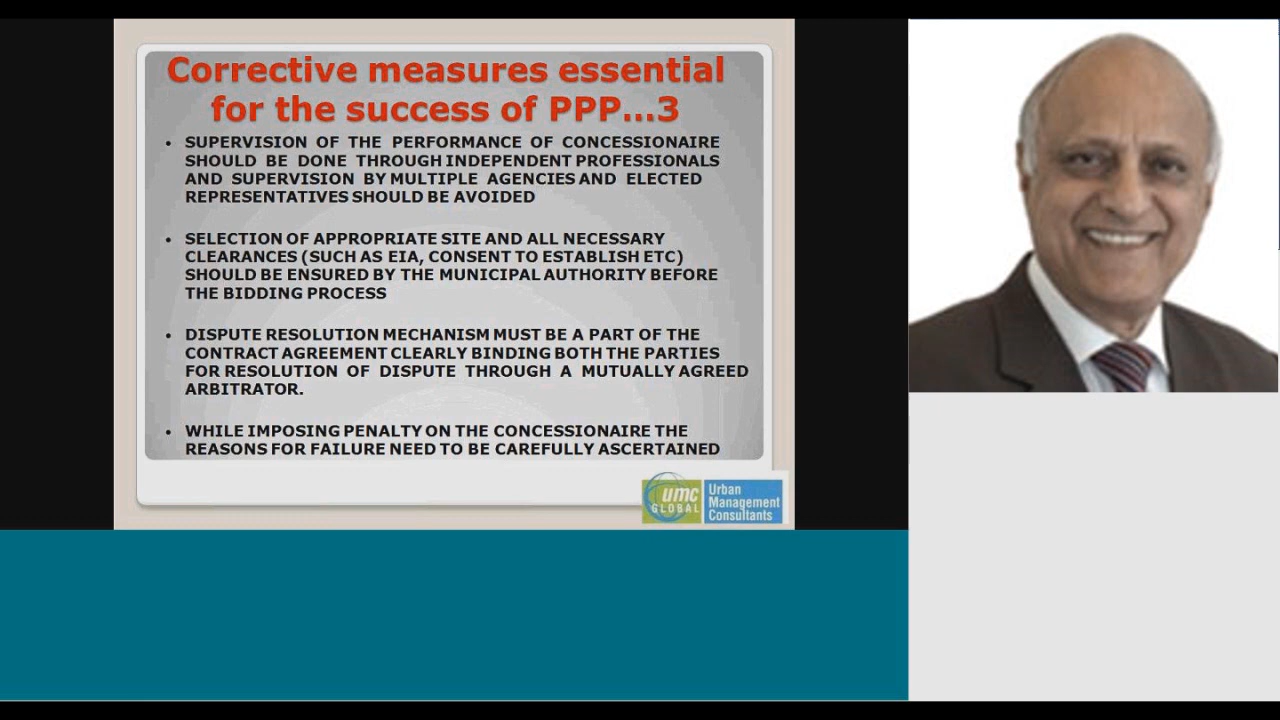 Corrective measures essential
for the success of PPP...3
• SUPERVISION OF THE PERFORMANCE OF CONCESSIONAIRE
SHOULD BE DONE THROUGH INDEPENDENT PROFESSIONALS
AND SUPERVISION BY MULTIPLE AGENCIES AND ELECTED
REPRESENTATIVES SHOULD BE AVOIDED
• SELECTION OF APPROPRIATE SITE AND ALL NECESSARY
CLEARANCES (SUCH AS EIA, CONSENT TO ESTABLISH ETC)
SHOULD BE ENSURED BY THE MUNICIPAL AUTHORITY BEFORE
THE BIDDING PROCESS
• DISPUTE RESOLUTION MECHANISM MUST BE A PART OF THE
CONTRACT AGREEMENT CLEARLY BINDING BOTH THE PARTIES
FOR RESOLUTION OF DISPUTE THROUGH A MUTUALLY AGREED
ARBITRATOR.
• WHILE IMPOSING PENALTY ON THE CONCESSIONAIRE THE
REASONS FOR FAILURE NEED TO BE CAREFULLY ASCERTAINED
umc
GLOBAL
Urban
Management
Consultants